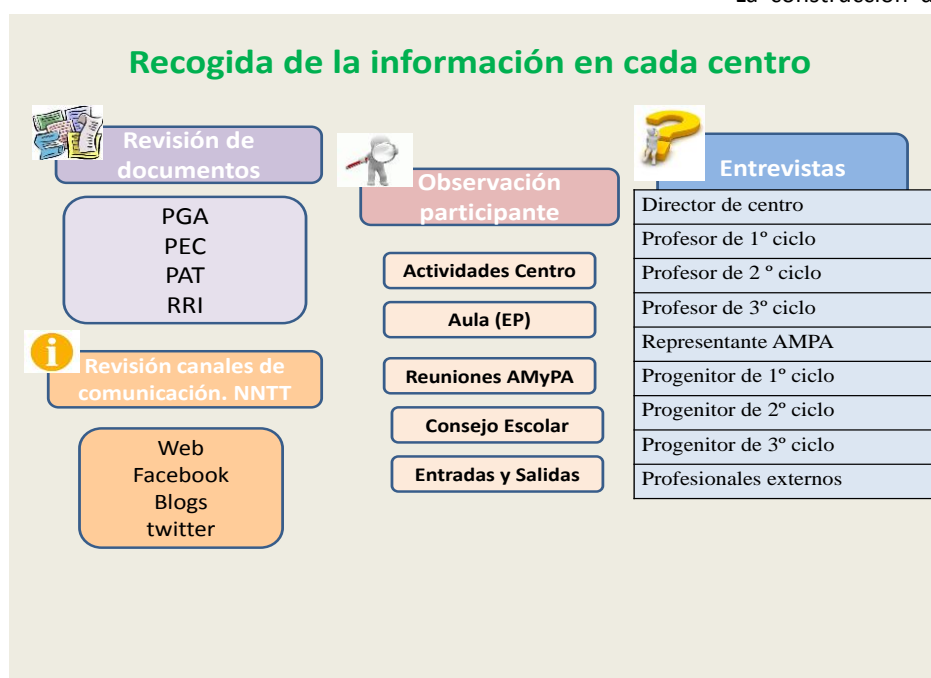 La construcción d
Recogida de la información en cada centro
Revisión de
documentos
PGA
PEC
PAT
RRI
Revisión canales de
comunicación. NNTT
Web
Facebook
Blogs
twitter
Observación
participante
Actividades Centro
Aula (EP)
Reuniones AMyPA
Consejo Escolar
Entradas y Salidas
Entrevistas
Director de centro
Profesor de 1º ciclo
Profesor de 2 º ciclo
Profesor de 3º ciclo
Representante AMPA
Progenitor de 1º ciclo
Progenitor de 2º ciclo
Progenitor de 3º ciclo
Profesionales externos